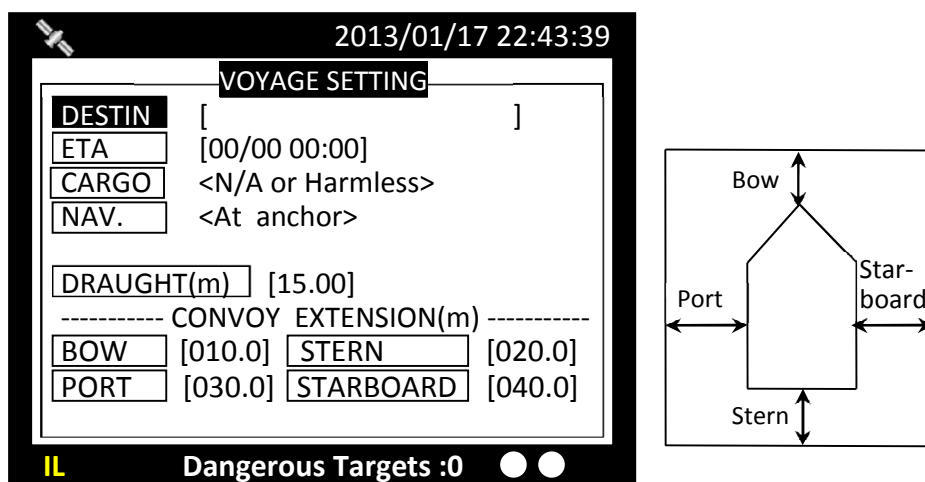 2013/01/17 22:43:39
VOYAGE SETTING
DESTIN [ ]
ETA [00/00 00:00]
CARGO <N/A or Harmless>
NAV. <At anchor>
DRAUGHT(m) [15.00]
----------- CONVOY EXTENSION(m) -----------
BOW [010.0] STERN [020.0]
PORT [030.0] STARBOARD [040.0]
IL Dangerous Targets :0
Bow
Port
Star-
board
Stern